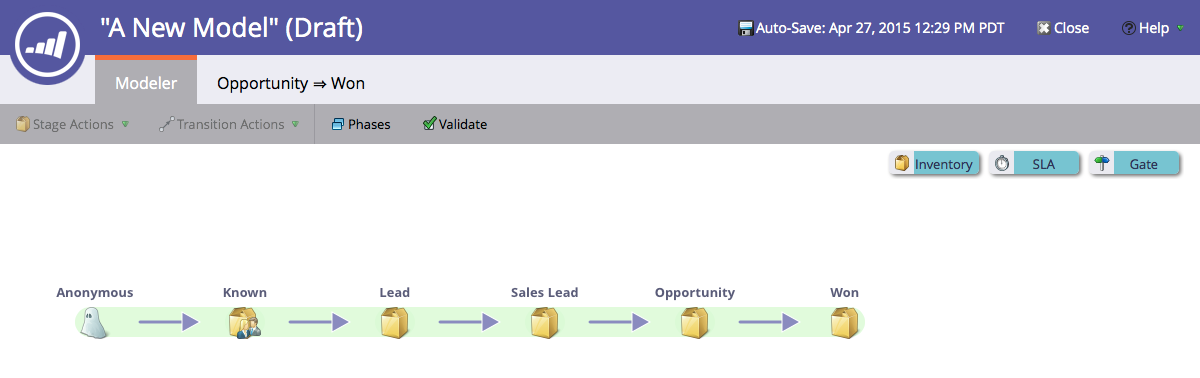 "A New Model" (Draft)
Auto-Save: Apr 27, 2015 12:29 PM PDT
Close
Help
Modeler
Opportunity ⇒ Won
Stage Actions
Transition Actions
Phases
Validate
Inventory
SLA
Gate
Anonymous
Known
Lead
Sales Lead
Opportunity
Won